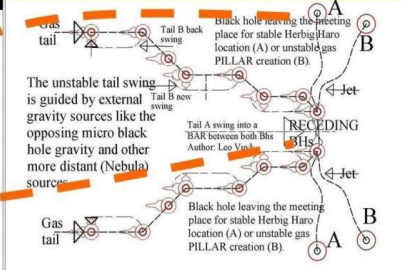 Gas
tail
Tail B back
swing
Black hole leaving the meeting
place for stable Herbig Haro
location (A) or unstable gas
PILLAR creation (B).
A
B
The unstable tail swing
is guided by external
gravity sources like the
opposing micro black
hole gravity and other
more distant (Nebula)
sources
Tail B new
swing
Jet
Tail A swing into a
BAR between both Bhs
Author: Leo
RECEDING
BHs
Jet
Gas
tail
Black hole leaving the meeting
place for stable Herbig Haro
location (A) or unstable gas
PILLAR creation (B).
A
B